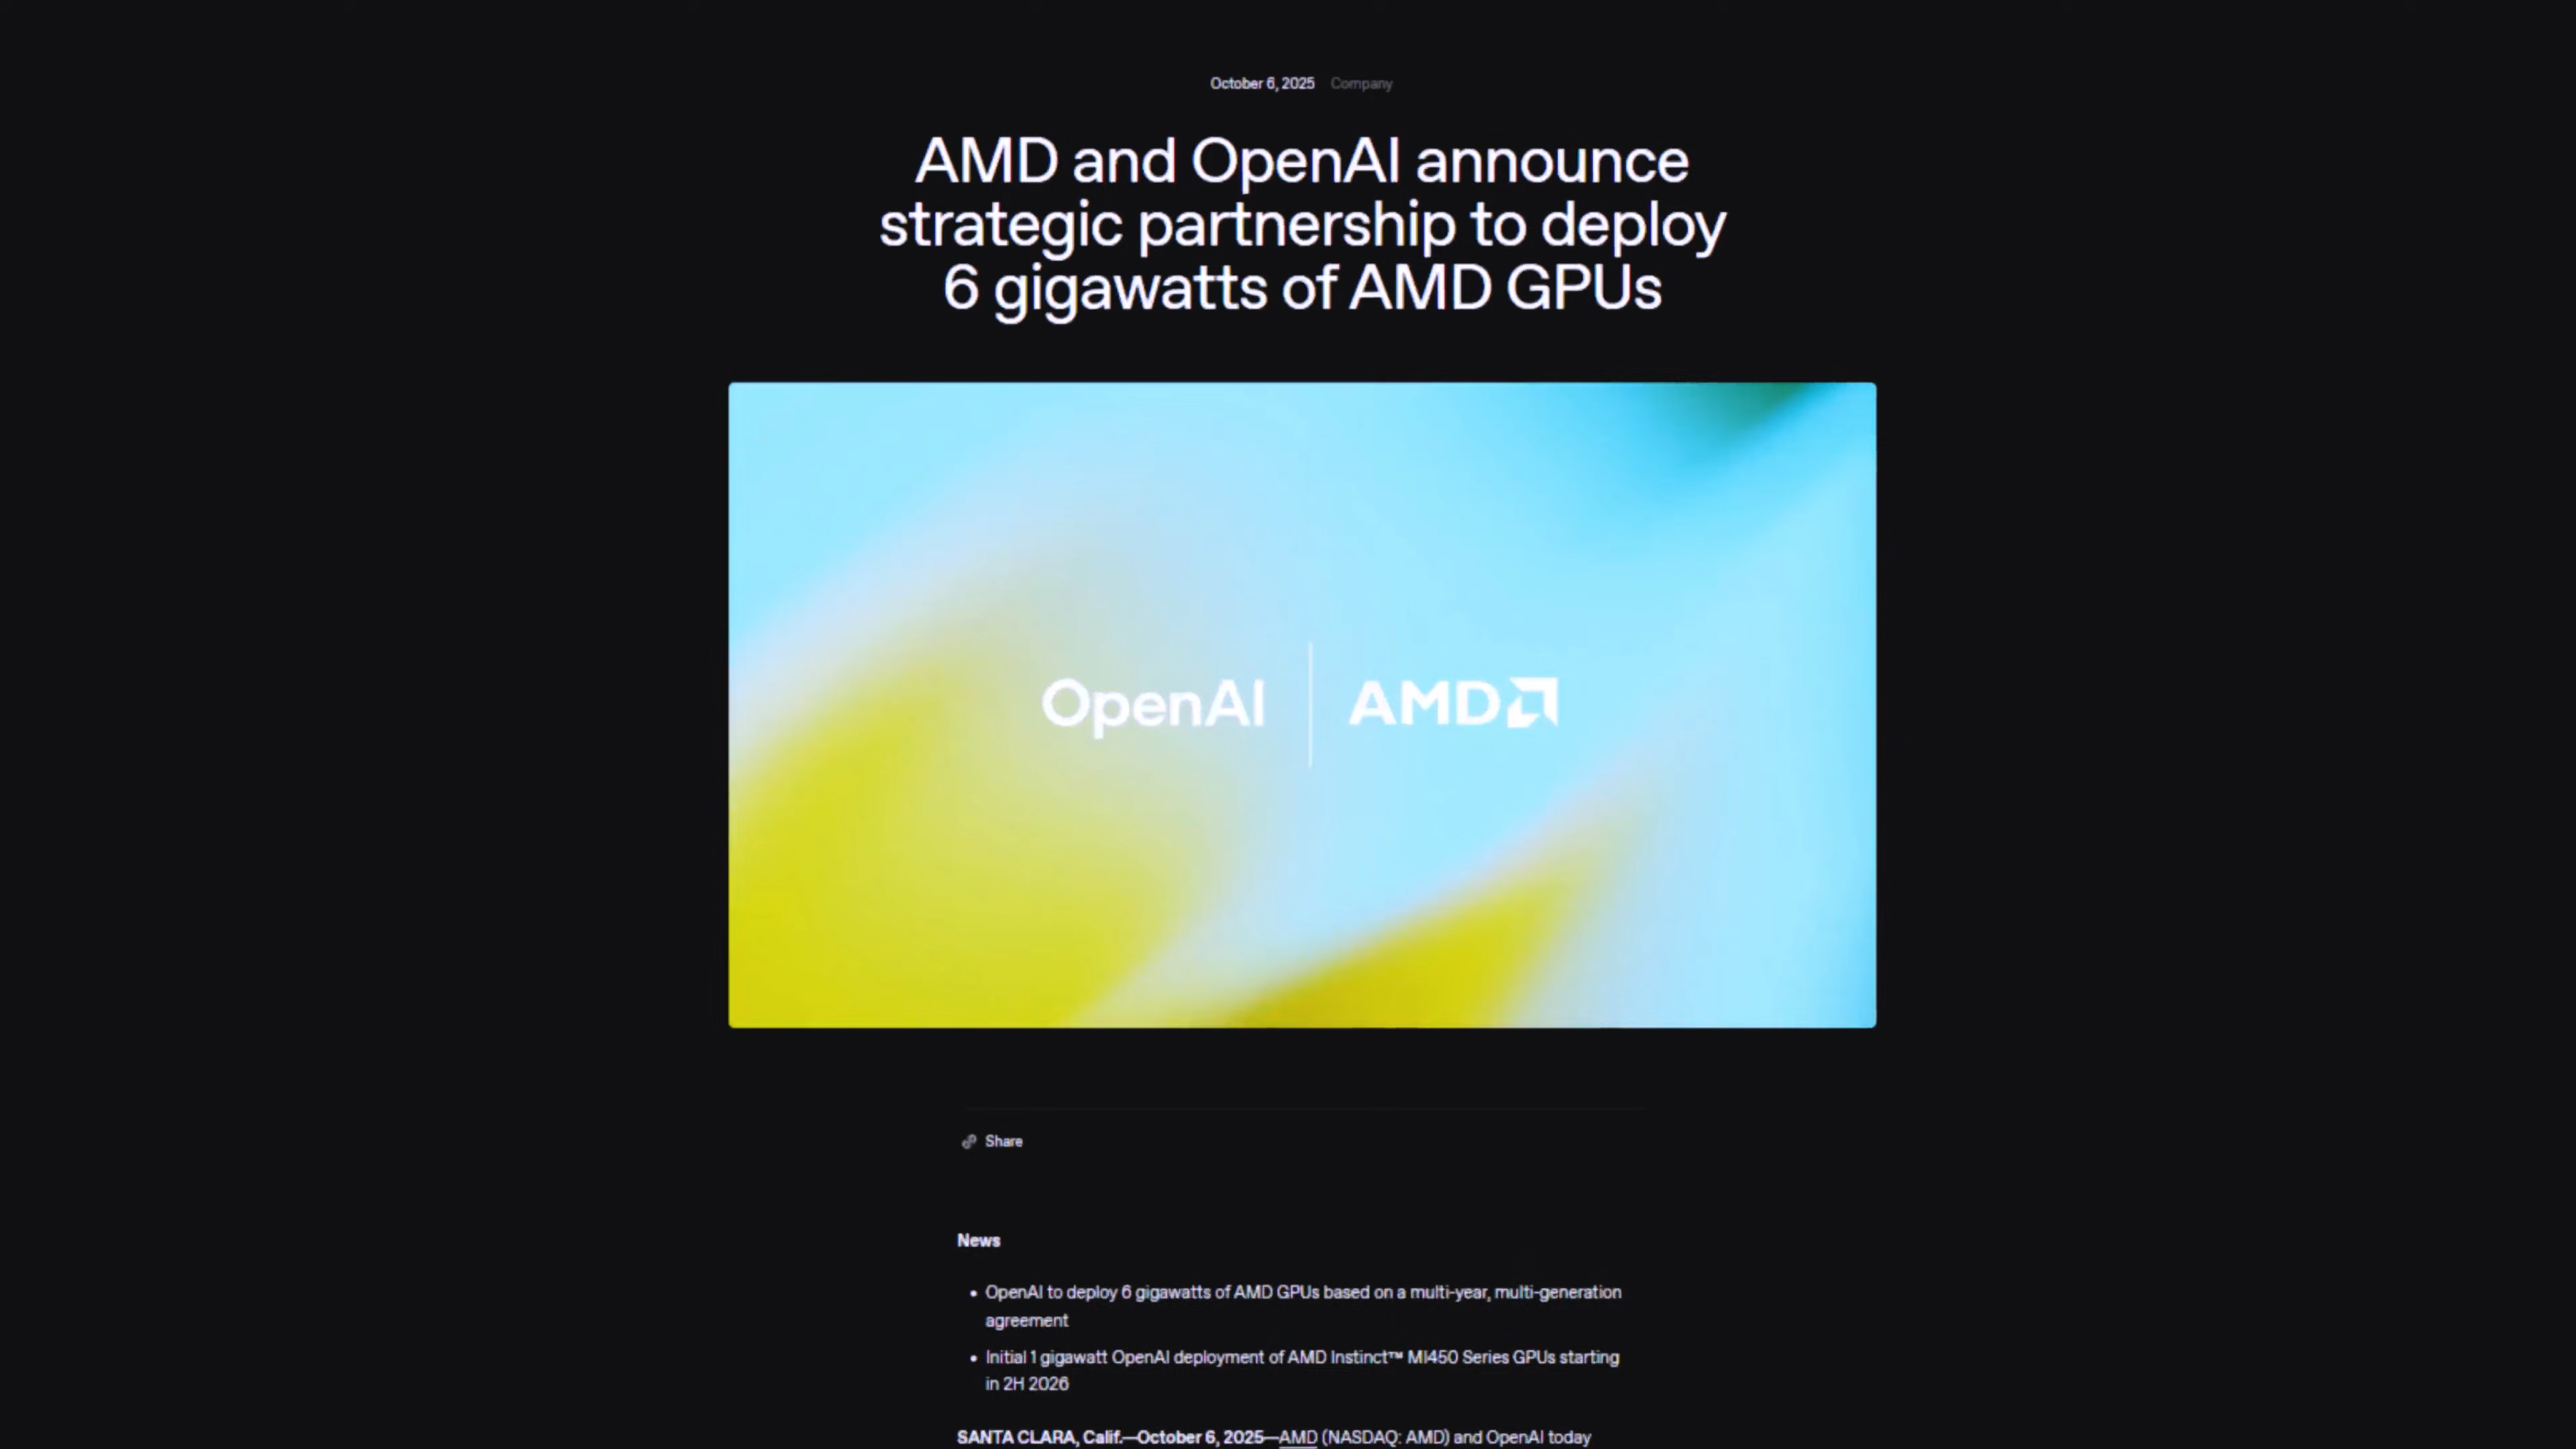 October 6, 2025 Company
AMD and OpenAI announce
strategic partnership to deploy
6 gigawatts of AMD GPUs
OpenAI | AMD
Share
News
• OpenAI to deploy 6 gigawatts of AMD GPUs based on a multi-year, multi-generation
agreement
• Initial 1 gigawatt OpenAI deployment of AMD Instinct™ MI450 Series GPUs starting
in 2H 2026
SANTA CLARA, Calif.—October 6, 2025—AMD (NASDAQ: AMD) and OpenAI today